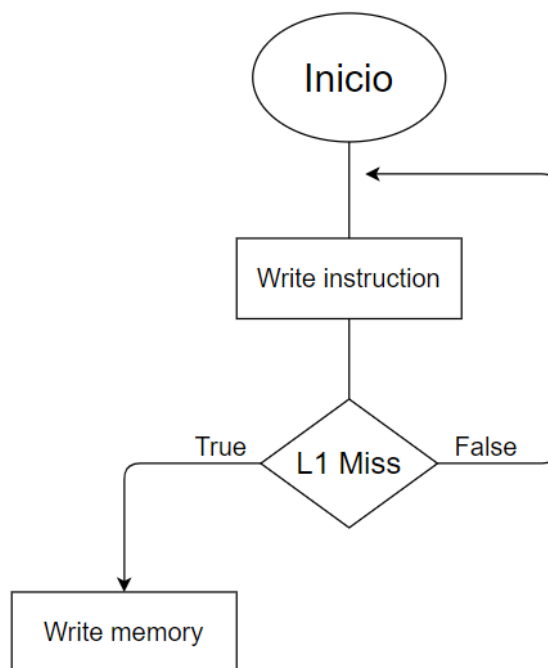 Inicio
Write instruction
True
L1 Miss
False
Write memory